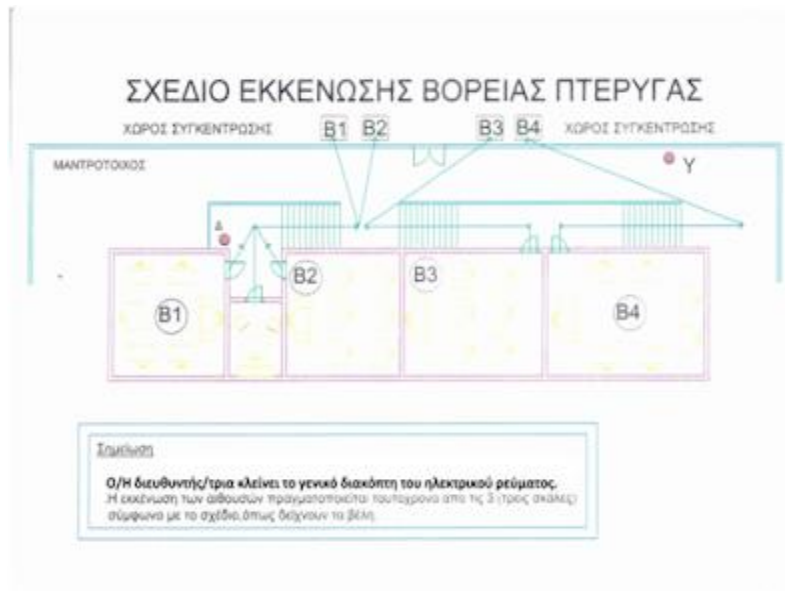 ΣΧΕΔΙΟ ΕΚΚΕΝΩΣΗΣ ΒΟΡΕΙΑΣ ΠΤΕΡΥΓΑΣ
ΧΩΡΟΣ ΣΥΓΚΕΝΤΡΩΣΗΣ B1 B2 B3 B4 ΧΩΡΟΣ ΣΥΓΚΕΝΤΡΩΣΗΣ
ΜΑΝΤΡΟΤΟΙΧΟΣ Υ
Δ
B2 B3
B1 B4
Σημείωση
Ο/Η διευθυντής/τρια κλείνει το γενικό διακόπτη του ηλεκτρικού ρεύματος.
Η εκκένωση των αιθουσών πραγματοποιείται ταυτόχρονα απο τις 3 (τρεις σκάλες)
σύμφωνα με το σχέδιο,όπως δείχνουν τα βέλη